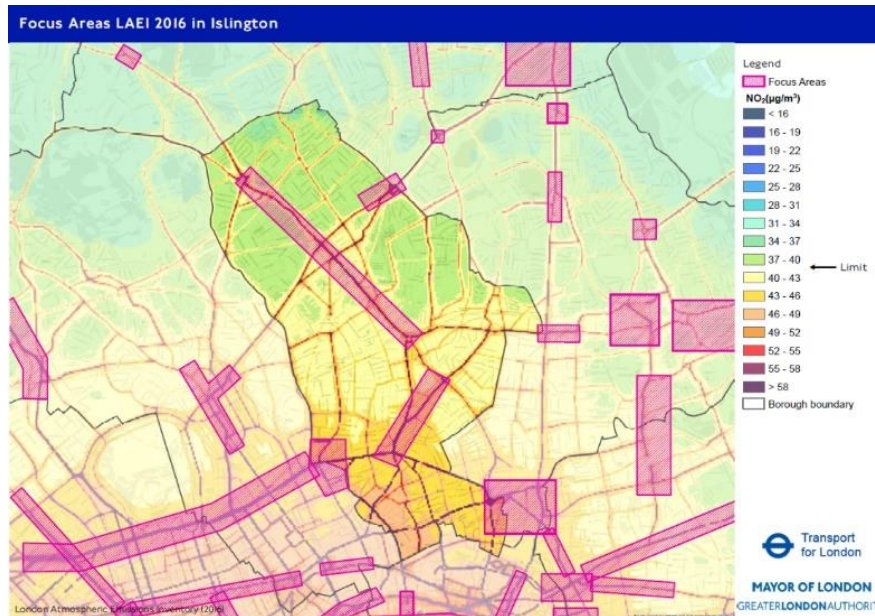 Focus Areas LAEI 2016 in Islington
Legend
Focus Areas
NO₂(µg/m³)
< 16
16 - 19
19 - 22
22 - 25
25 - 28
28 - 31
31 - 34
34 - 37
37 - 40
Limit
40 - 43
43 - 46
46 - 49
49 - 52
52 - 55
55 - 58
> 58
Borough boundary
Transport
for London
MAYOR OF LONDON
GREATERLONDONAUTHORIT
London Atmospheric Emissions Inventory (2016)